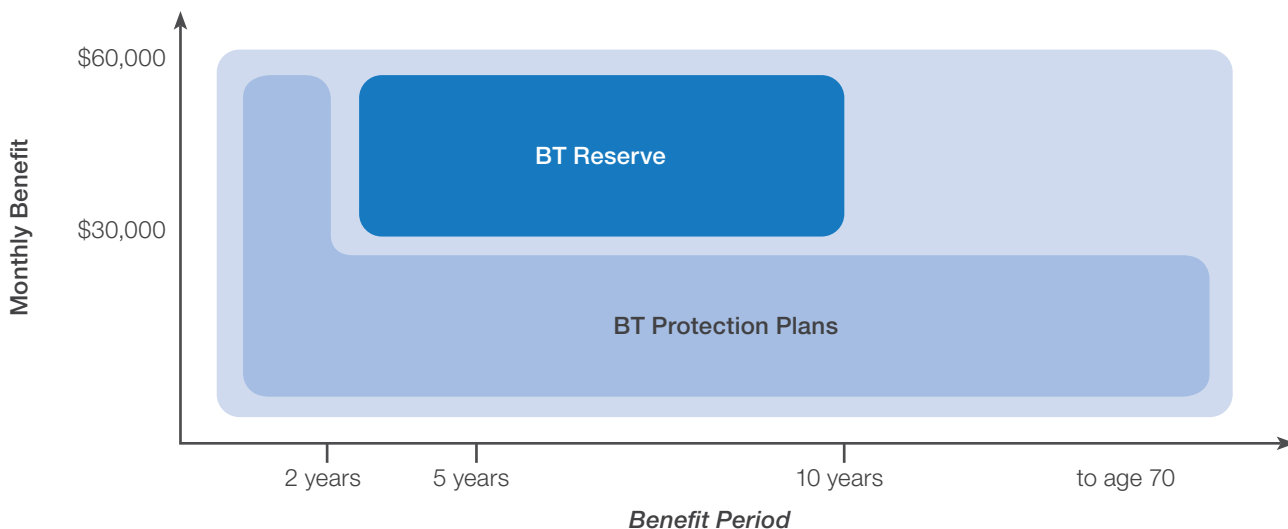 $60,000
BT Reserve
Monthly Benefit
$30,000
BT Protection Plans
2 years
5 years
10 years
to age 70
Benefit Period